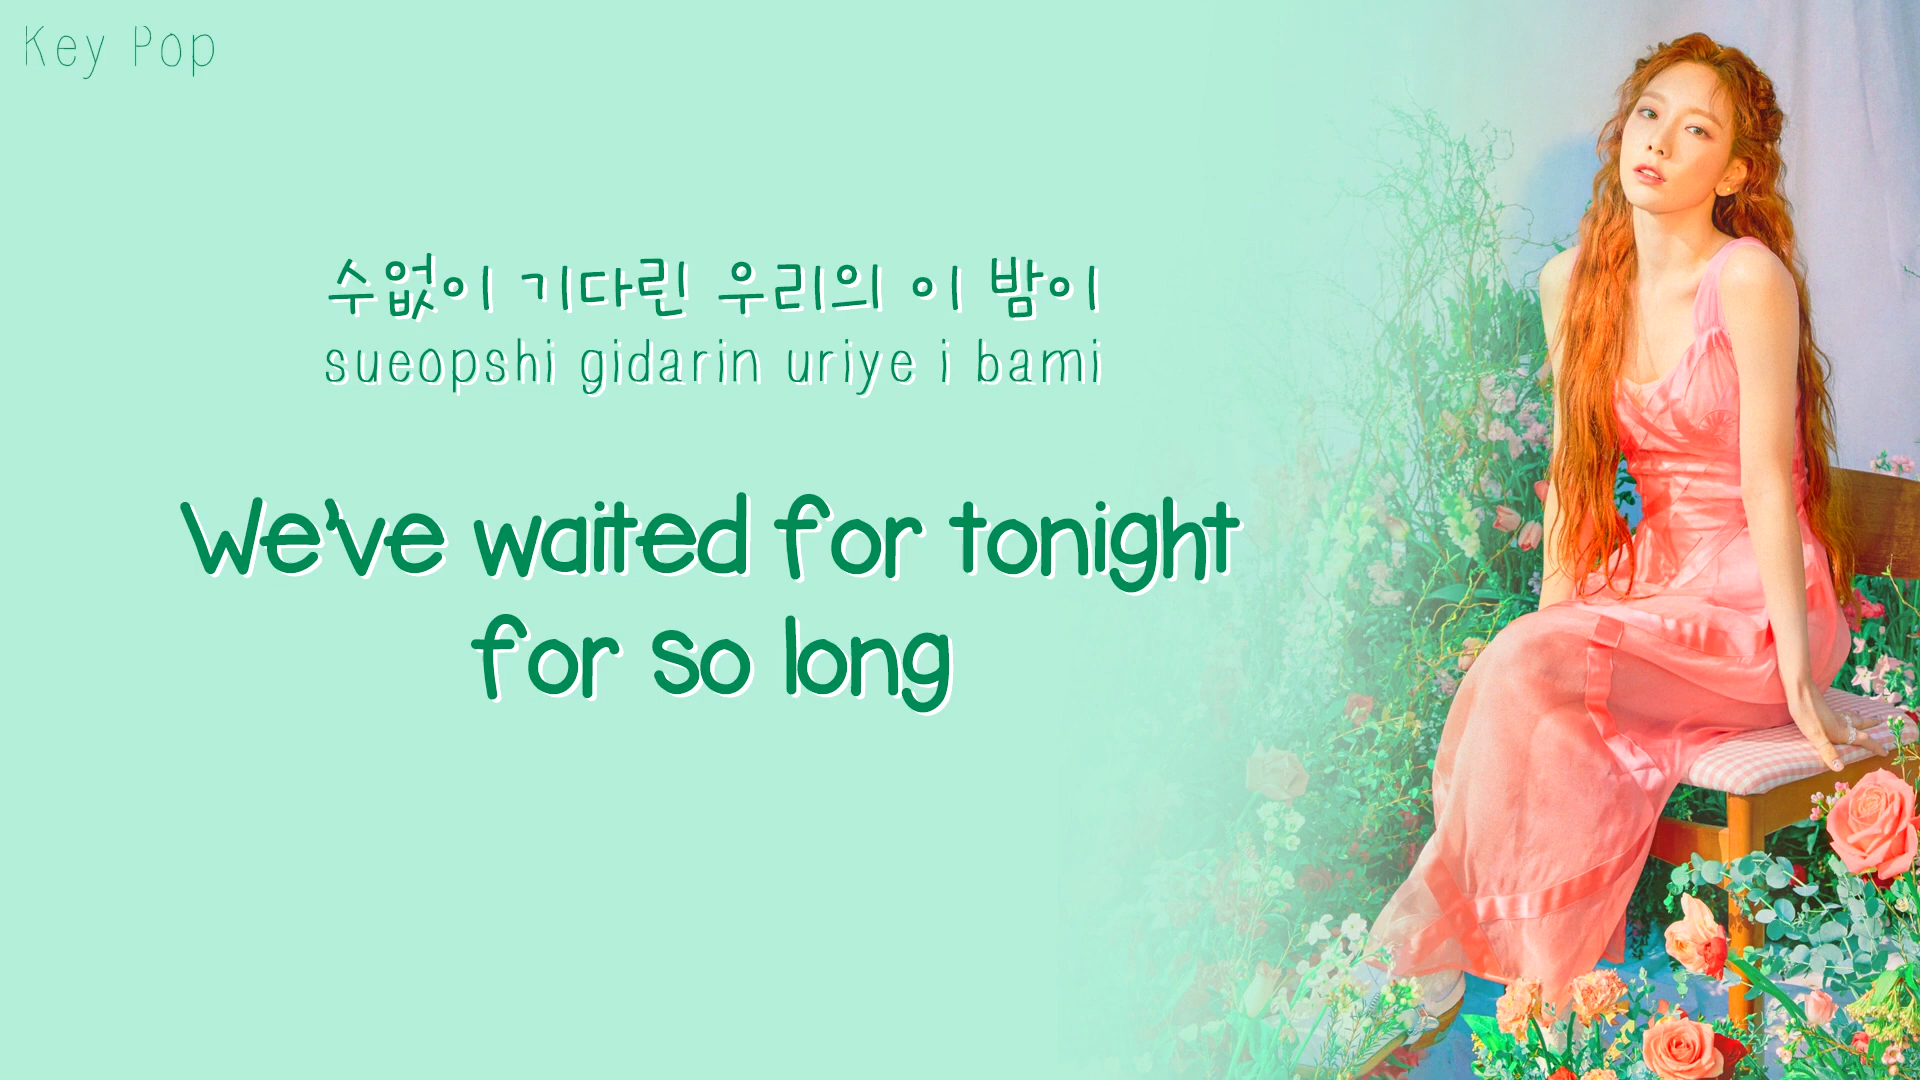 Key Pop
수없이 기다린 우리의 이 밤이
sueopshi gidarin uriye i bami
We've waited for tonight
for so long